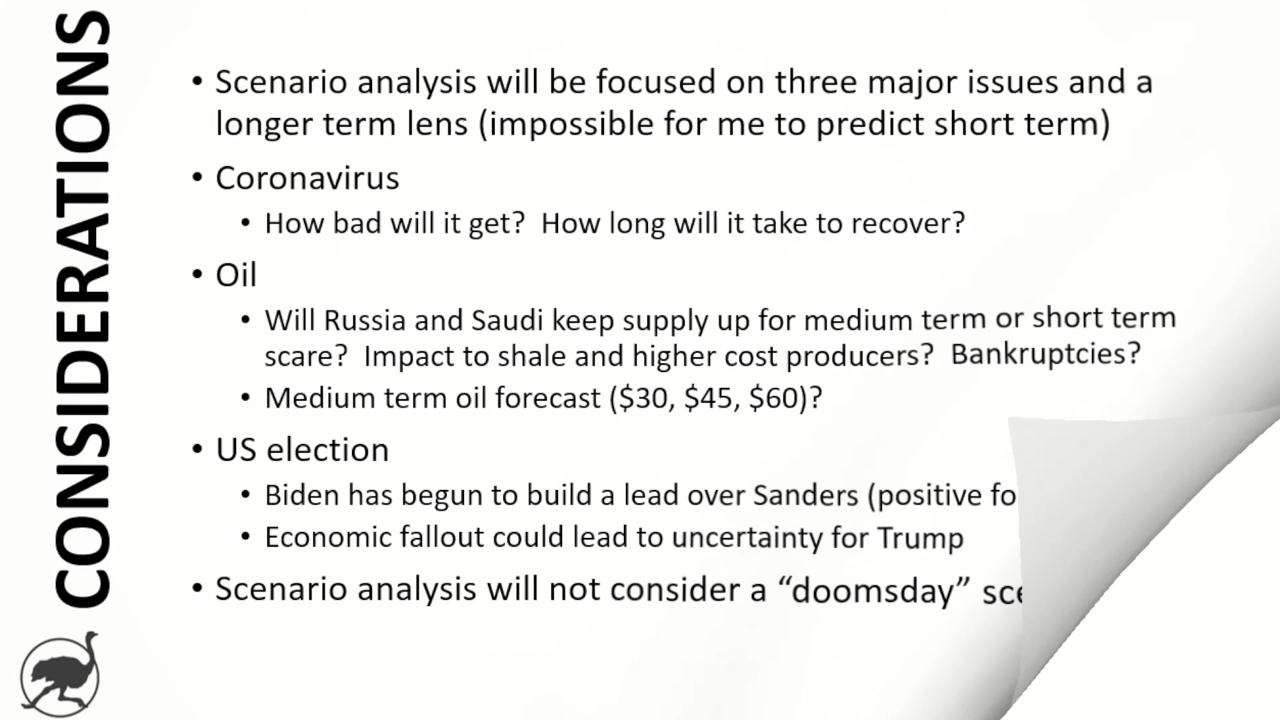 CONSIDERATIONS
• Scenario analysis will be focused on three major issues and a
longer term lens (impossible for me to predict short term)
• Coronavirus
• How bad will it get?  How long will it take to recover?
• Oil
• Will Russia and Saudi keep supply up for medium term or short term
scare?  Impact to shale and higher cost producers?  Bankruptcies?
• Medium term oil forecast ($30, $45, $60)?
• US election
• Biden has begun to build a lead over Sanders (positive
• Economic fallout could lead to uncertainty for Trump
• Scenario analysis will not consider a “doomsday”